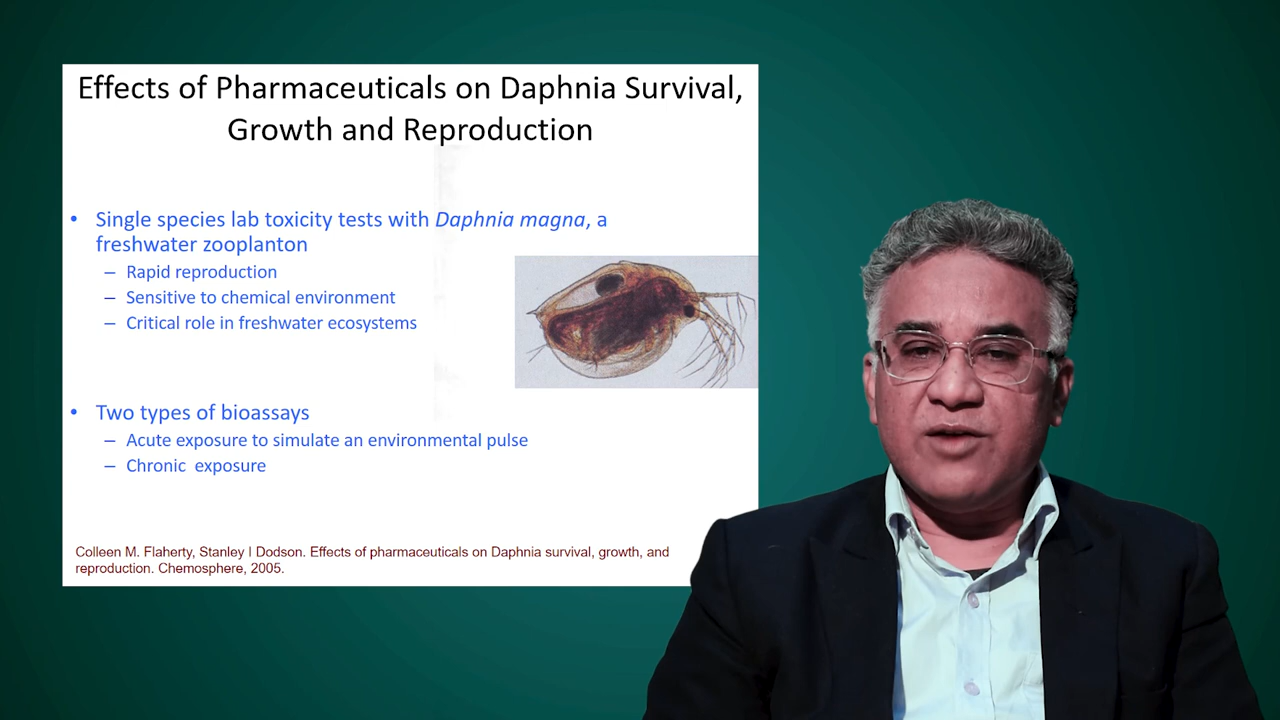 Effects of Pharmaceuticals on Daphnia Survival,
Growth and Reproduction
• Single species lab toxicity tests with Daphnia magna, a
freshwater zooplanton
– Rapid reproduction
– Sensitive to chemical environment
– Critical role in freshwater ecosystems
• Two types of bioassays
– Acute exposure to simulate an environmental pulse
– Chronic exposure
Colleen M. Flaherty, Stanley I Dodson. Effects of pharmaceuticals on Daphnia survival, growth, and
reproduction. Chemosphere, 2005.